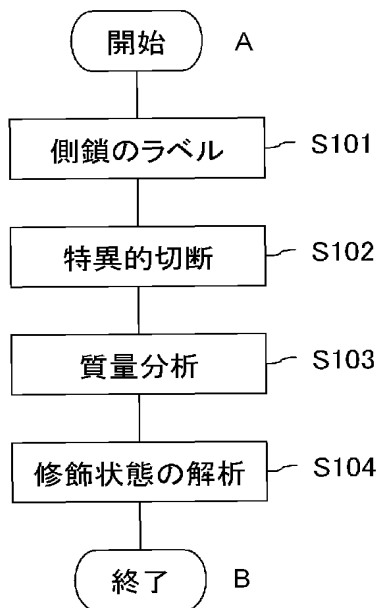 開始 A
側鎖のラベル S101
特異的切断 S102
質量分析 S103
修飾状態の解析 S104
終了 B